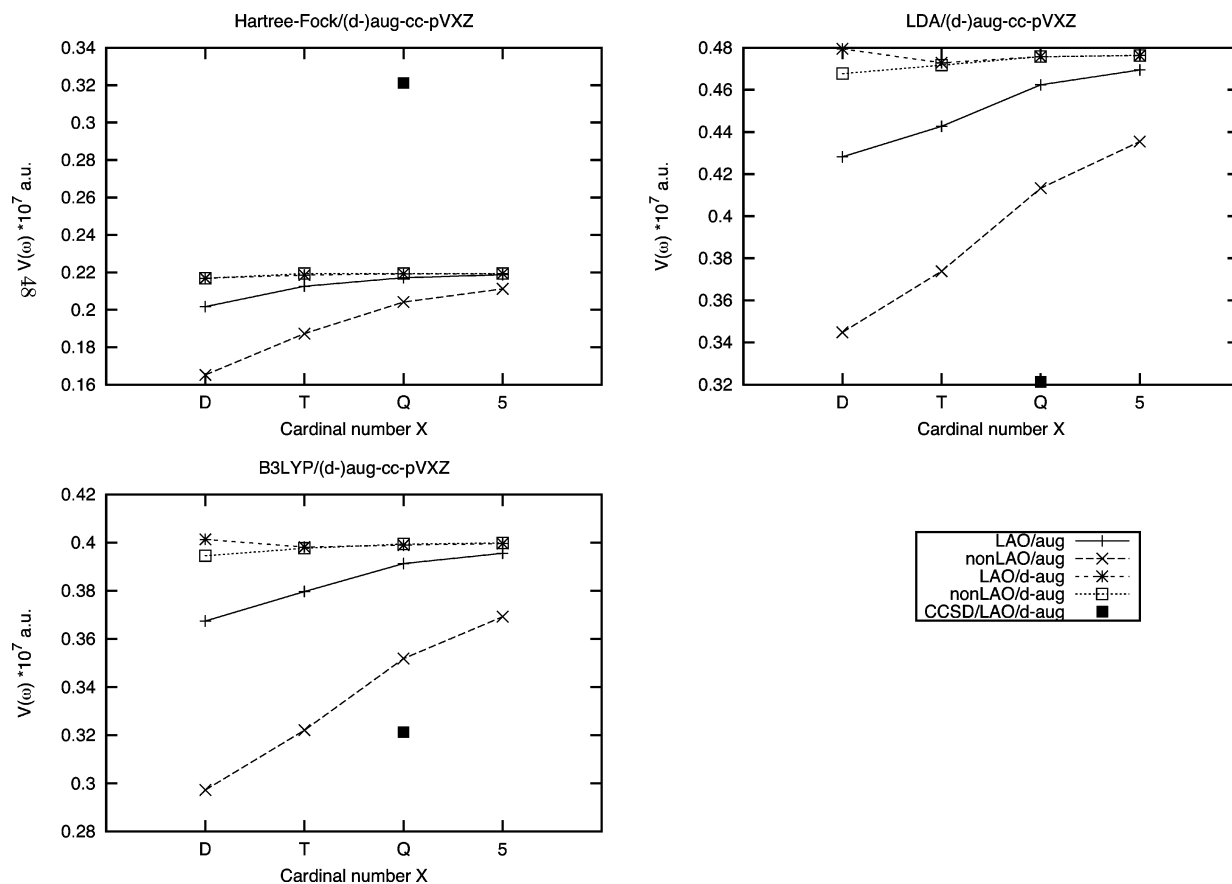 Hartree-Fock/(d-)aug-cc-pVXZ
0.34
0.32
0.3
0.28
0.26
0.24
0.22
0.2
0.18
0.16
V(ω) *10⁷ a.u.
D T Q 5
Cardinal number X
LDA/(d-)aug-cc-pVXZ
0.48
0.46
0.44
0.42
0.4
0.38
0.36
0.34
0.32
V(ω) *10⁷ a.u.
D T Q 5
Cardinal number X
B3LYP/(d-)aug-cc-pVXZ
0.42
0.4
0.38
0.36
0.34
0.32
0.3
0.28
V(ω) *10⁷ a.u.
D T Q 5
Cardinal number X
LAO/aug
nonLAO/aug
LAO/d-aug
nonLAO/d-aug
CCSD/LAO/d-aug